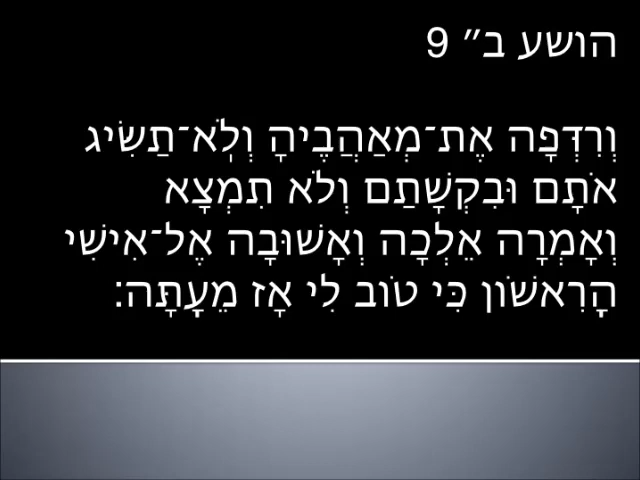 הושע ב״ 9
וְרִדְּפָה אֶת־מְאַהֲבֶיהָ וְלֹֽא־תַשִּׂיג
אֹתָם וּבִקְשָׁתַם וְלֹא תִמְצָא
וְאָמְרָה אֵלְכָה וְאָשׁוּבָה אֶל־אִישִׁי
הָֽרִאשׁוֹן כִּי טוֹב לִי אָז מֵעָֽתָּה׃